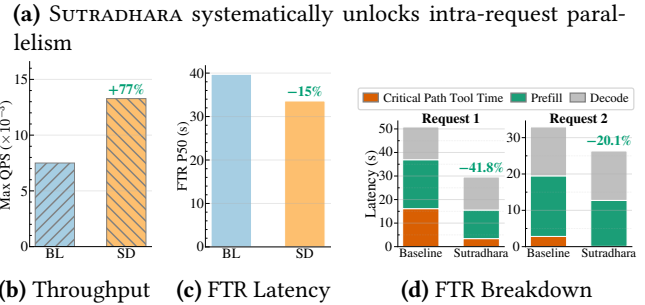 (a) SUTRADHARA systematically unlocks intra-request paral-
lelism
Max QPS (×10⁻³)
15
10
5
0
+77%
BL SD
FTR P50 (s)
40
30
20
10
0
−15%
BL SD
Critical Path Tool Time Prefill Decode
Latency (s)
Request 1
50
40
30
20
10
0
−41.8%
Baseline Sutradhara
Request 2
30
20
10
0
−20.1%
Baseline Sutradhara
(b) Throughput (c) FTR Latency (d) FTR Breakdown